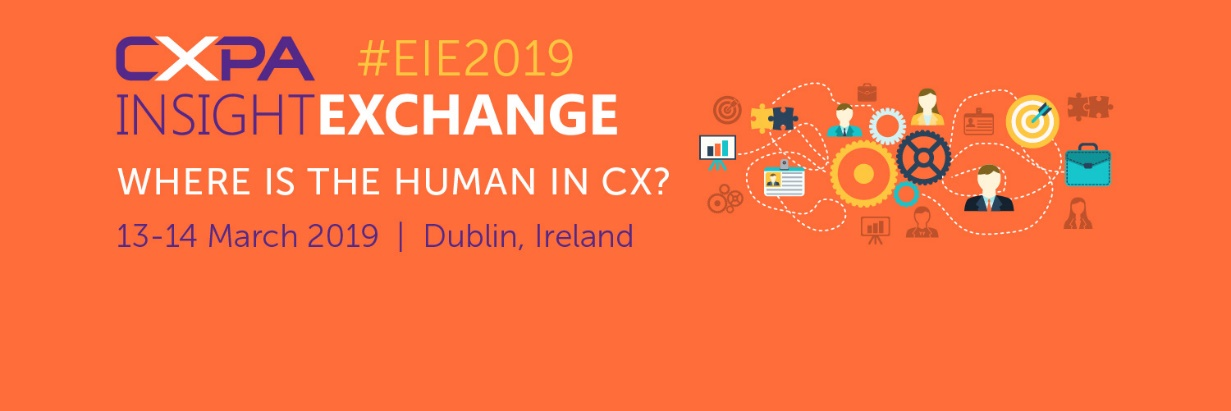 CXPA #EIE2019
INSIGHTEXCHANGE
WHERE IS THE HUMAN IN CX?
13-14 March 2019 | Dublin, Ireland